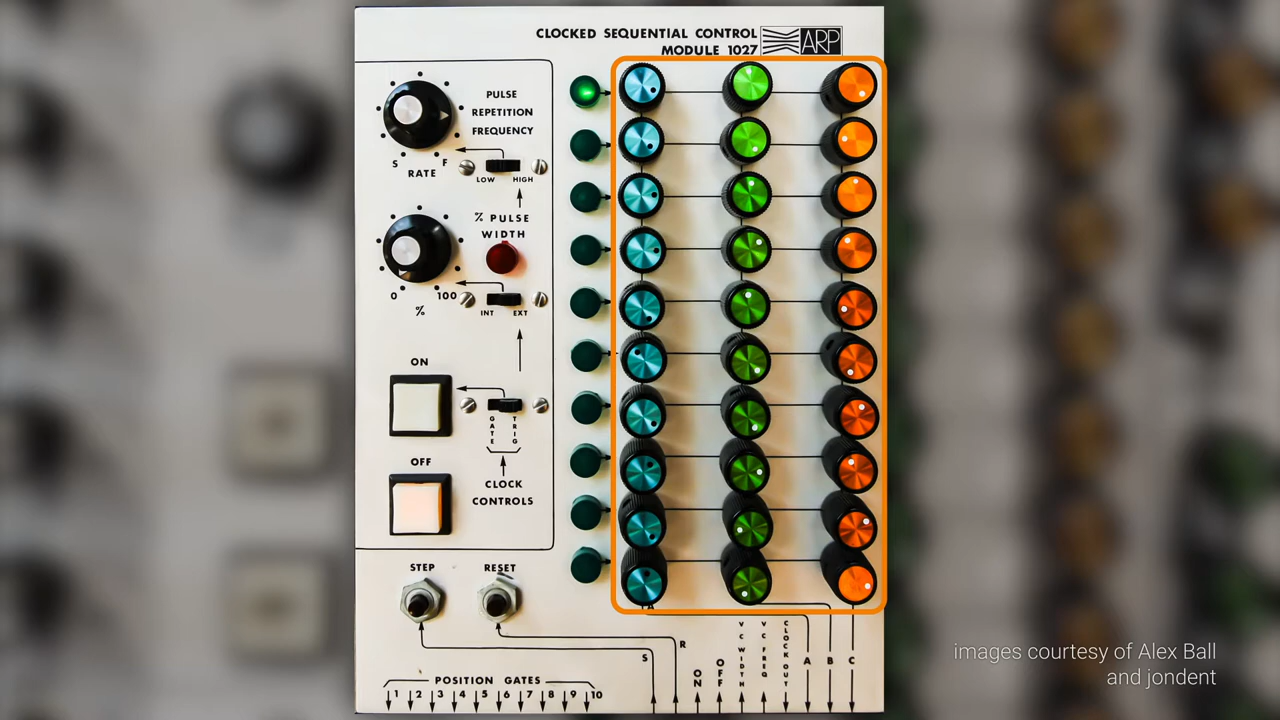 CLOCKED SEQUENTIAL CONTROL
MODULE 1027
ARP
PULSE
REPETITION
FREQUENCY
S
F
RATE
LOW
HIGH
% PULSE
WIDTH
0
100
%
INT
EXT
ON
GATE
TRIG
OFF
CLOCK
CONTROLS
STEP
RESET
S
R
ON
OFF
VC WIDTH
VC FREQ
CLOCK OUT
A
B
C
POSITION GATES
1 2 3 4 5 6 7 8 9 10
images courtesy of Alex Ball
and jondent